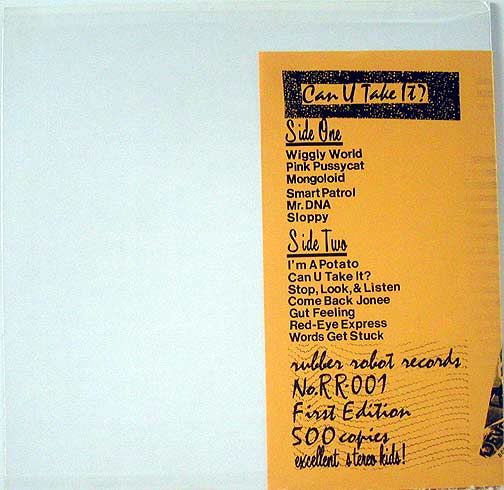 Can U Take It?
Side One
Wiggly World
Pink Pussycat
Mongoloid
Smart Patrol
Mr. DNA
Sloppy
Side Two
I'm A Potato
Can U Take It?
Stop, Look, & Listen
Come Back Jonee
Gut Feeling
Red-Eye Express
Words Get Stuck
rubber robot records
No. RR001
First Edition
500 copies
excellent stereo kids!